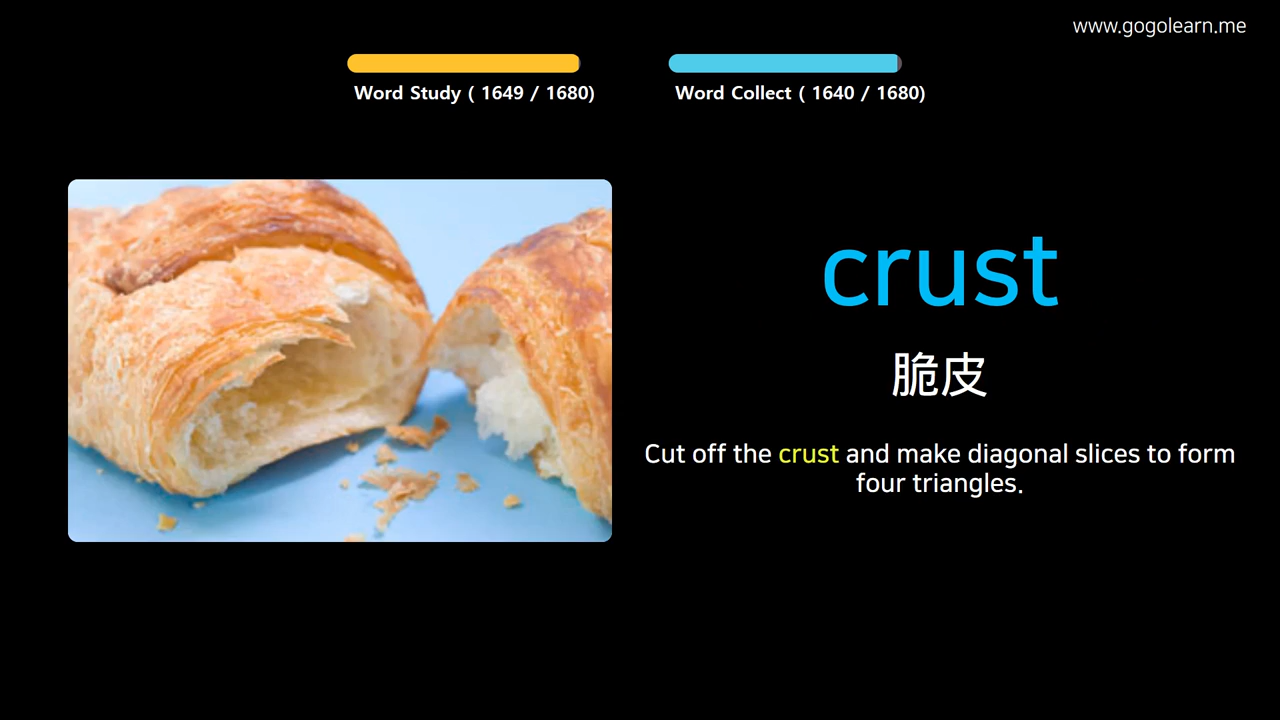 www.gogolearn.me
Word Study ( 1649 / 1680)
Word Collect ( 1640 / 1680)
crust
脆皮
Cut off the crust and make diagonal slices to form
four triangles.